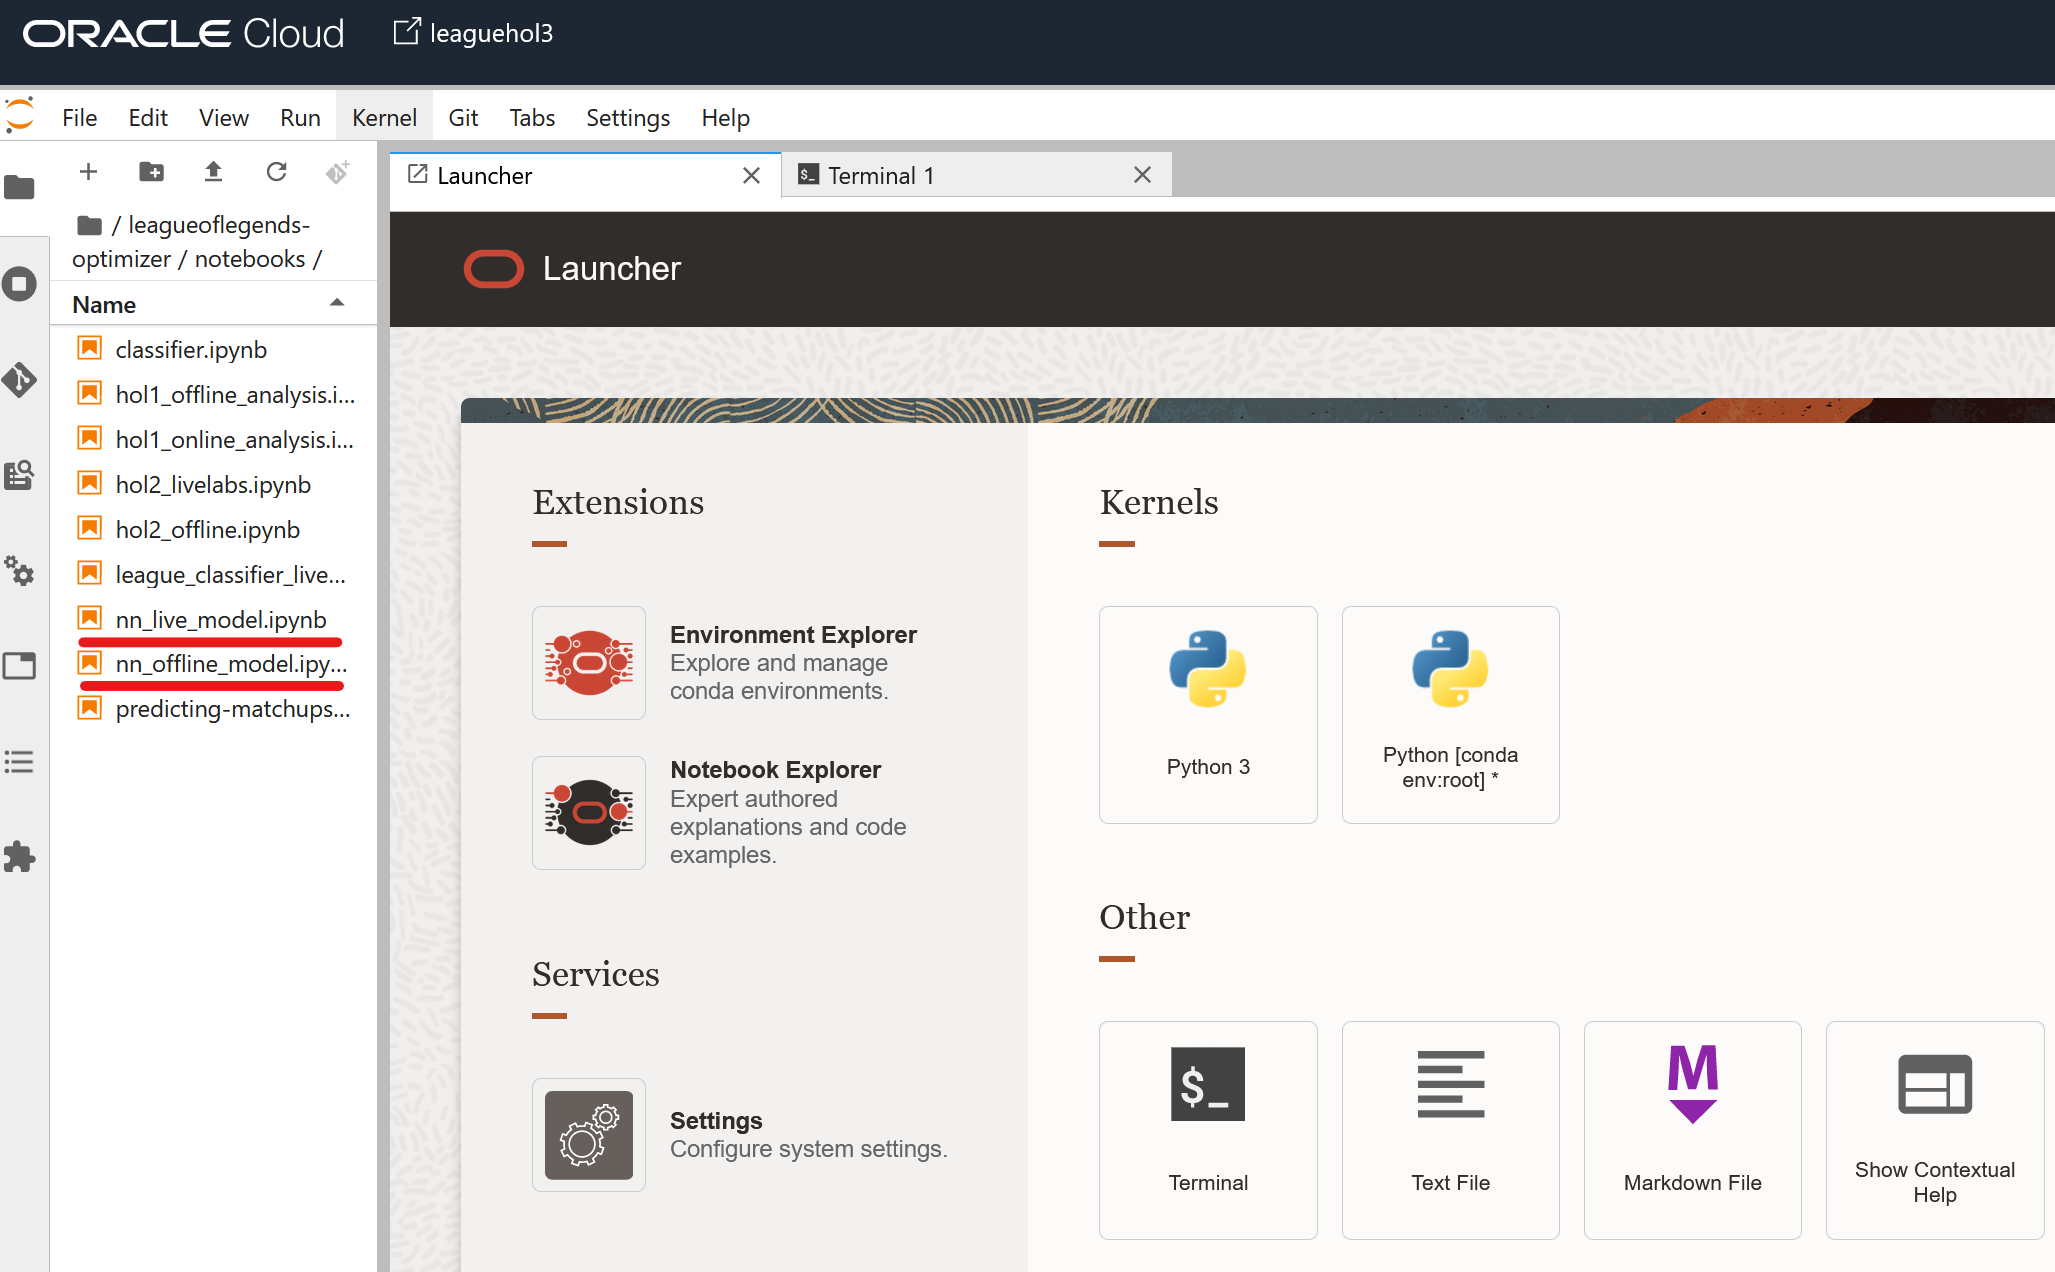 ORACLE Cloud leaguehol3
File Edit View Run Kernel Git Tabs Settings Help
/ leagueoflegends-
optimizer / notebooks /
Name
classifier.ipynb
hol1_offline_analysis.i...
hol1_online_analysis.i...
hol2_livelabs.ipynb
hol2_offline.ipynb
league_classifier_live...
nn_live_model.ipynb
nn_offline_model.ipy...
predicting-matchups...
Launcher
$_ Terminal 1
Launcher
Extensions
Environment Explorer
Explore and manage
conda environments.
Notebook Explorer
Expert authored
explanations and code
examples.
Services
Settings
Configure system settings.
Kernels
Python 3
Python [conda
env:root] *
Other
$_
Terminal
Text File
M
Markdown File
Show Contextual
Help